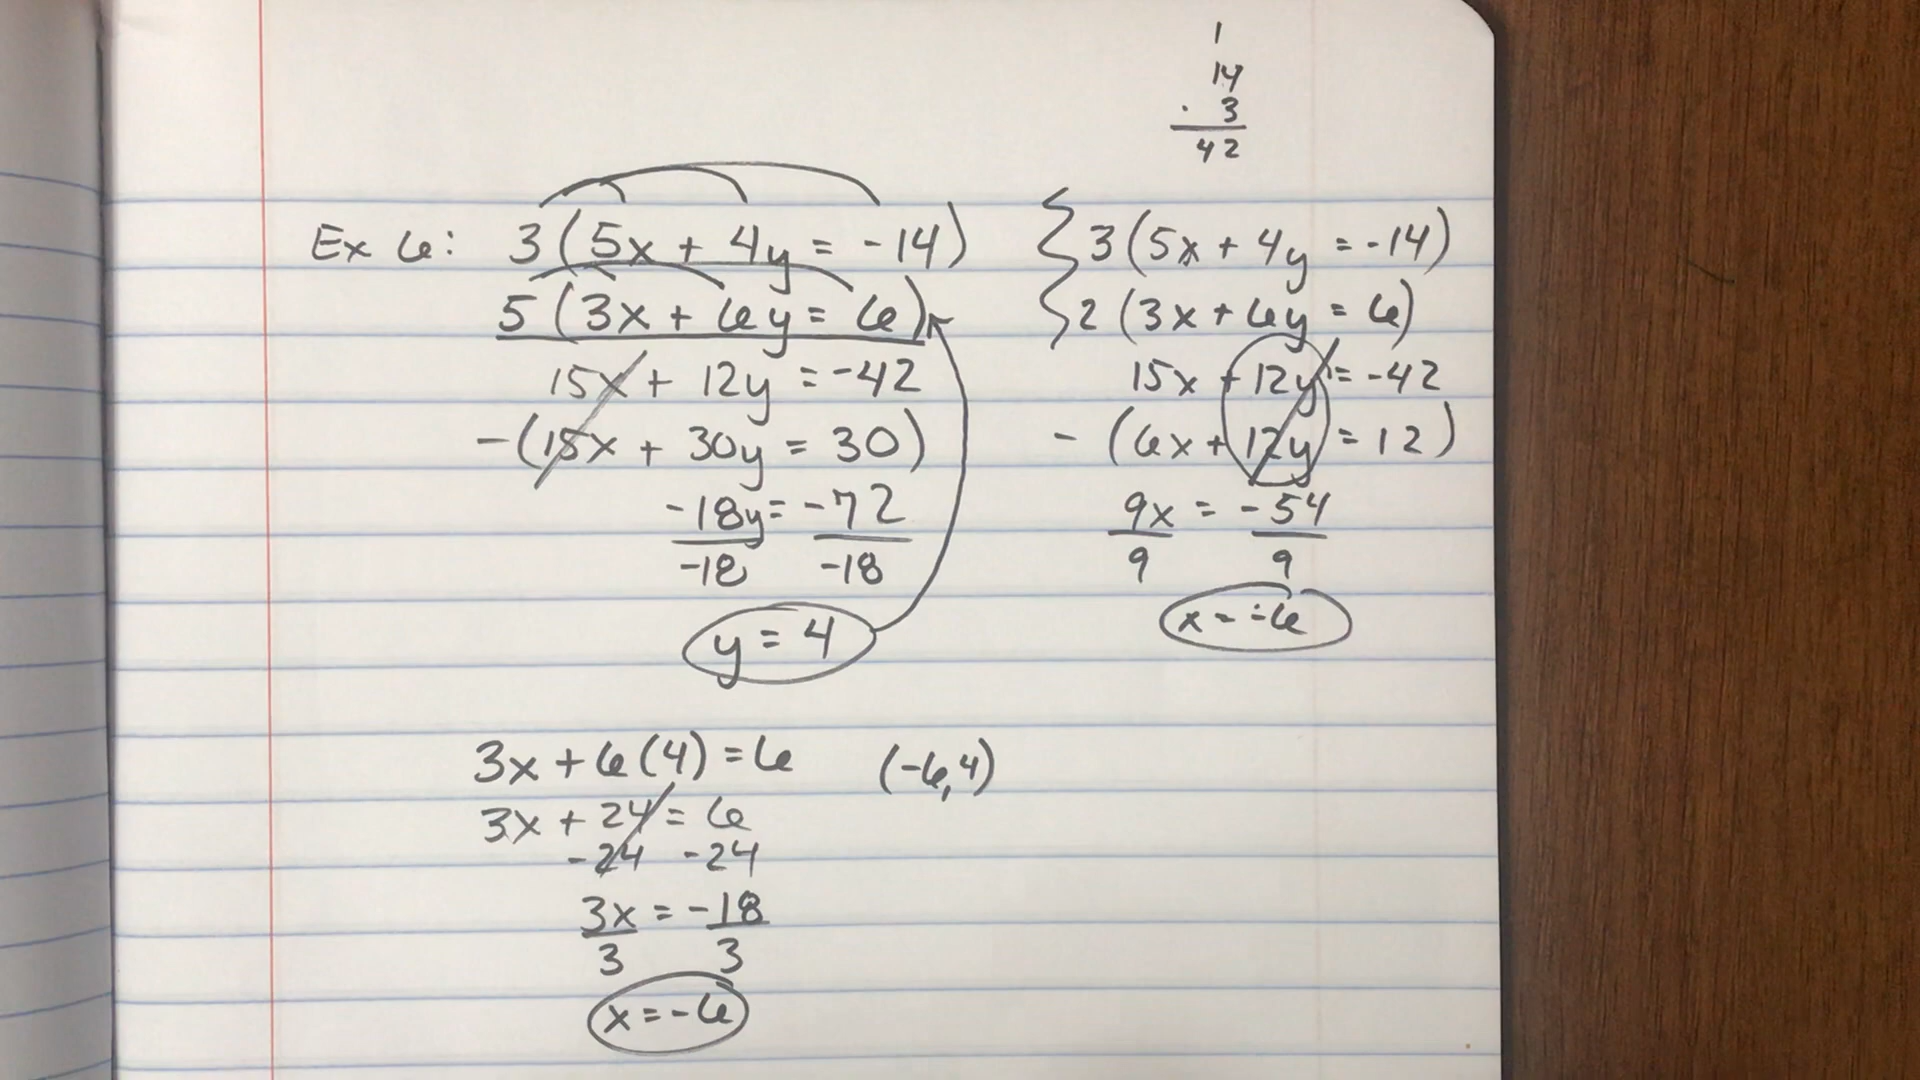 1
14
· 3
42
Ex 6: 3(5x + 4y = -14)
5(3x + 6y = 6)
15x + 12y = -42
-(15x + 30y = 30)
-18y = -72
-18 -18
y = 4
3(5x + 4y = -14)
2(3x + 6y = 6)
15x + 12y = -42
- (6x + 12y = 12)
9x = -54
9 9
x = -6
3x + 6(4) = 6
3x + 24 = 6
-24 -24
3x = -18
3 3
x = -6
(-6,4)